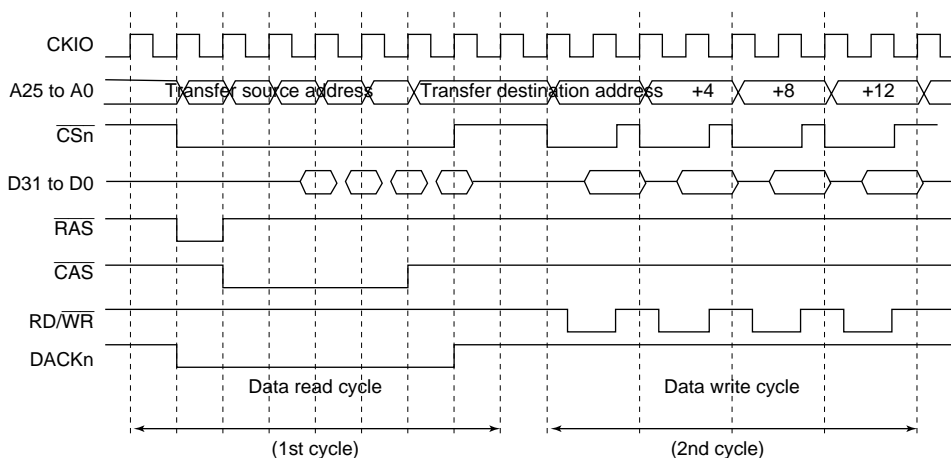 CKIO
A25 to A0
Transfer source address
Transfer destination address
+4
+8
+12
CSn
D31 to D0
RAS
CAS
RD/WR
DACKn
Data read cycle
Data write cycle
(1st cycle)
(2nd cycle)